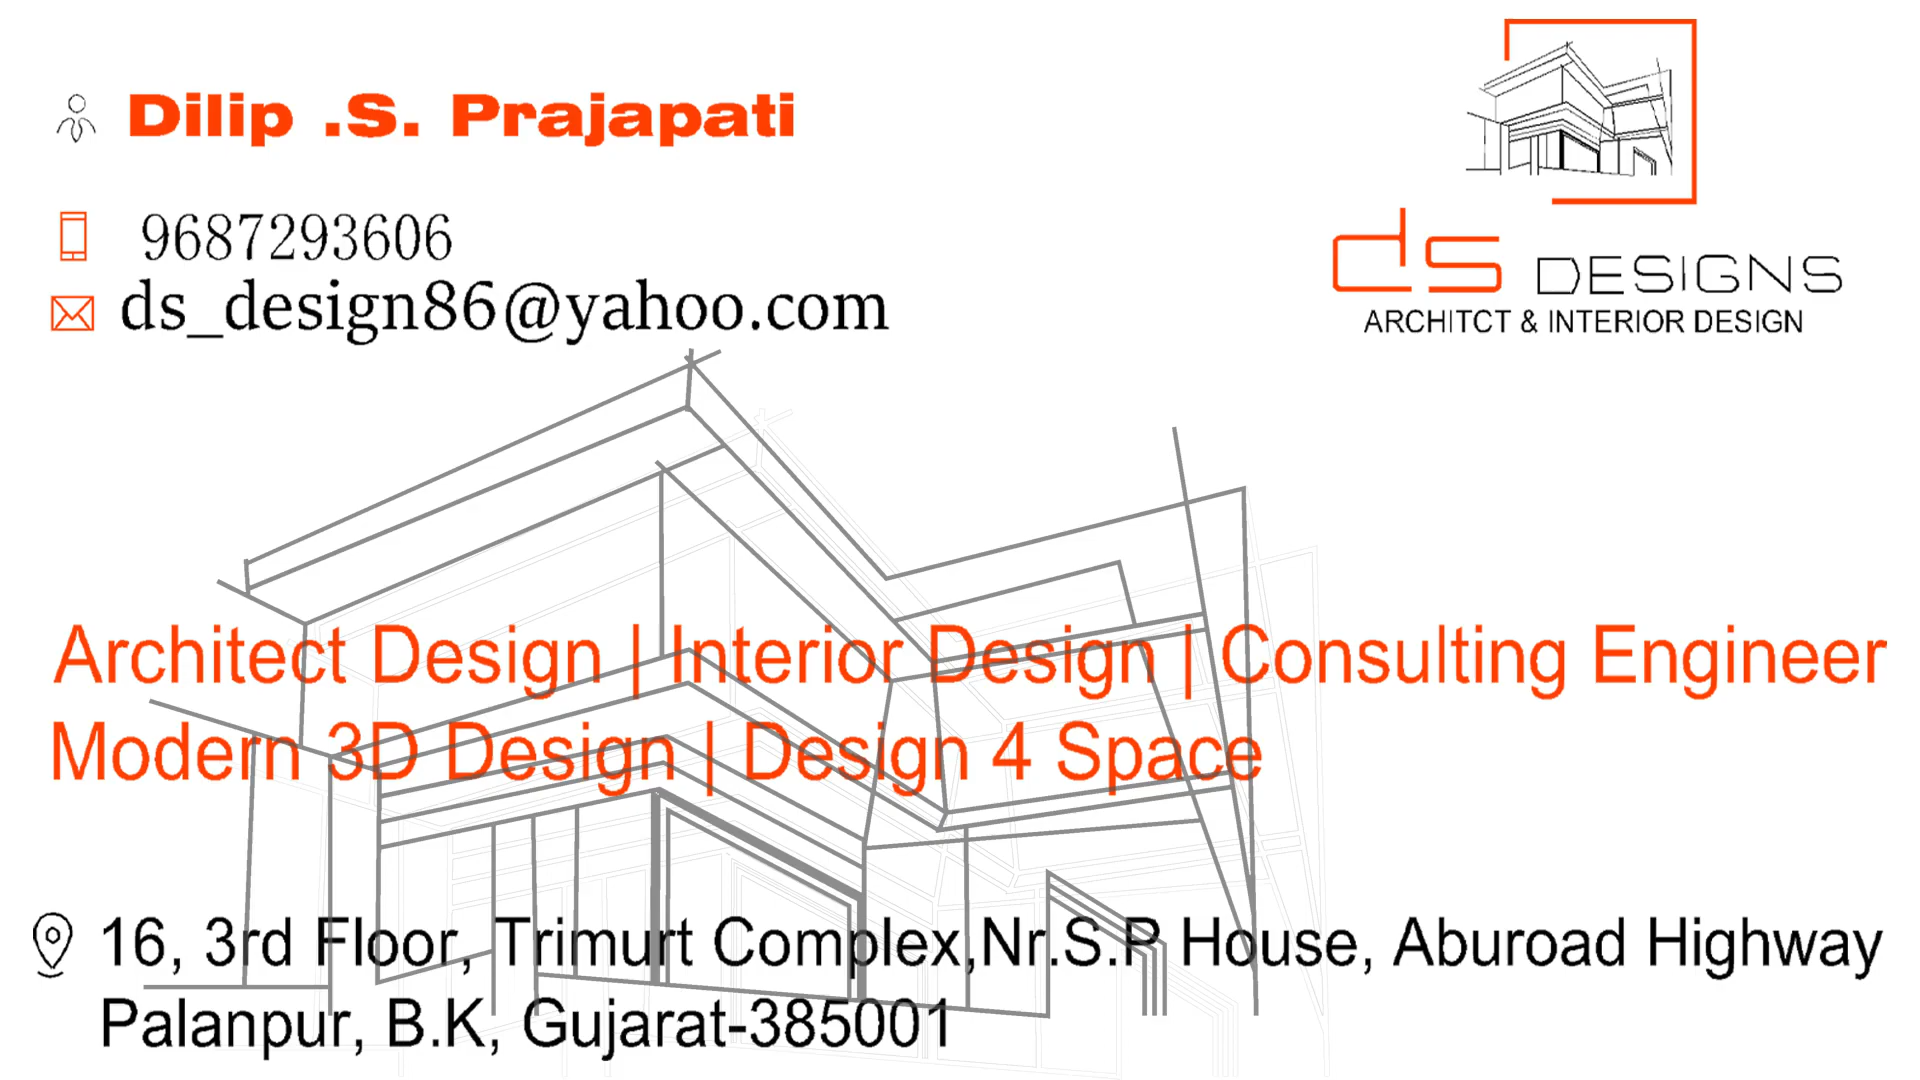 Dilip .S. Prajapati
9687293606
ds_design86@yahoo.com
ds DESIGNS
ARCHITCT & INTERIOR DESIGN
Architect Design | Interior Design | Consulting Engineer
Modern 3D Design | Design 4 Space
16, 3rd Floor, Trimurt Complex,Nr.S.P House, Aburoad Highway
Palanpur, B.K, Gujarat-385001